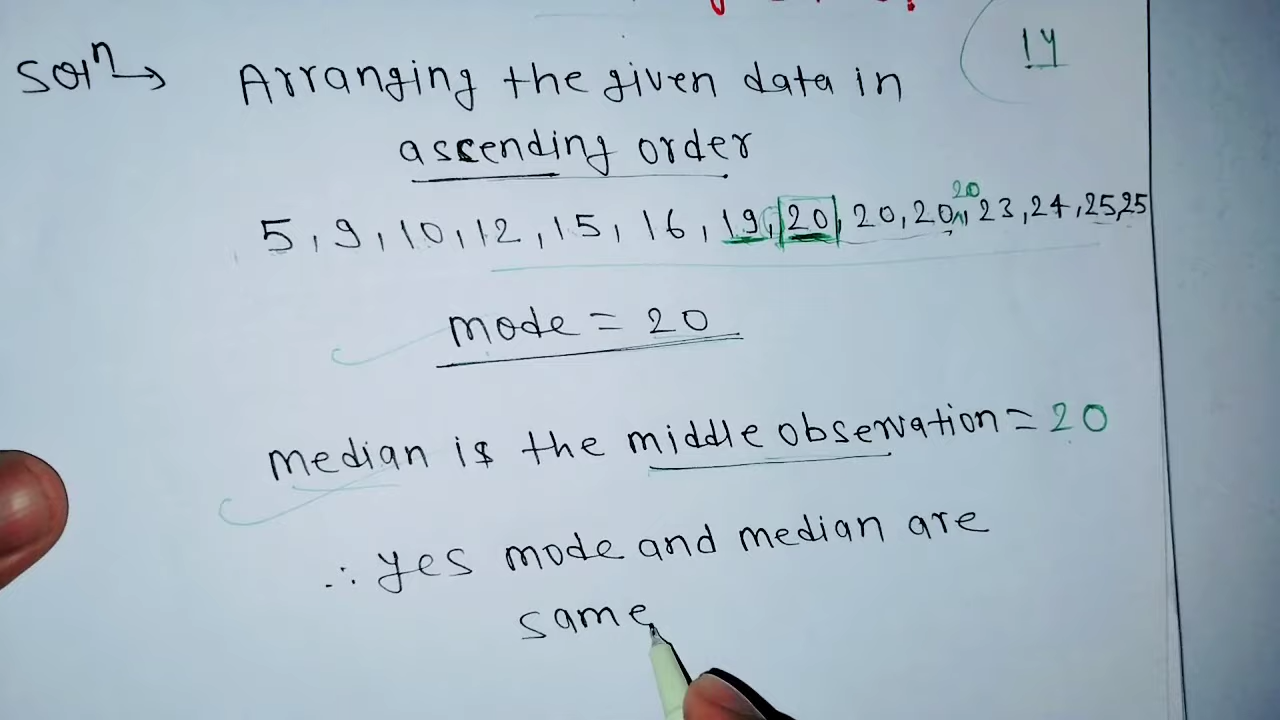 14
Solⁿ→ Arranging the given data in
ascending order
20
5, 9, 10, 12, 15, 16, 19, 20, 20, 20, 23, 24, 25, 25
mode = 20
median is the middle observation = 20
∴ yes mode and median are
same